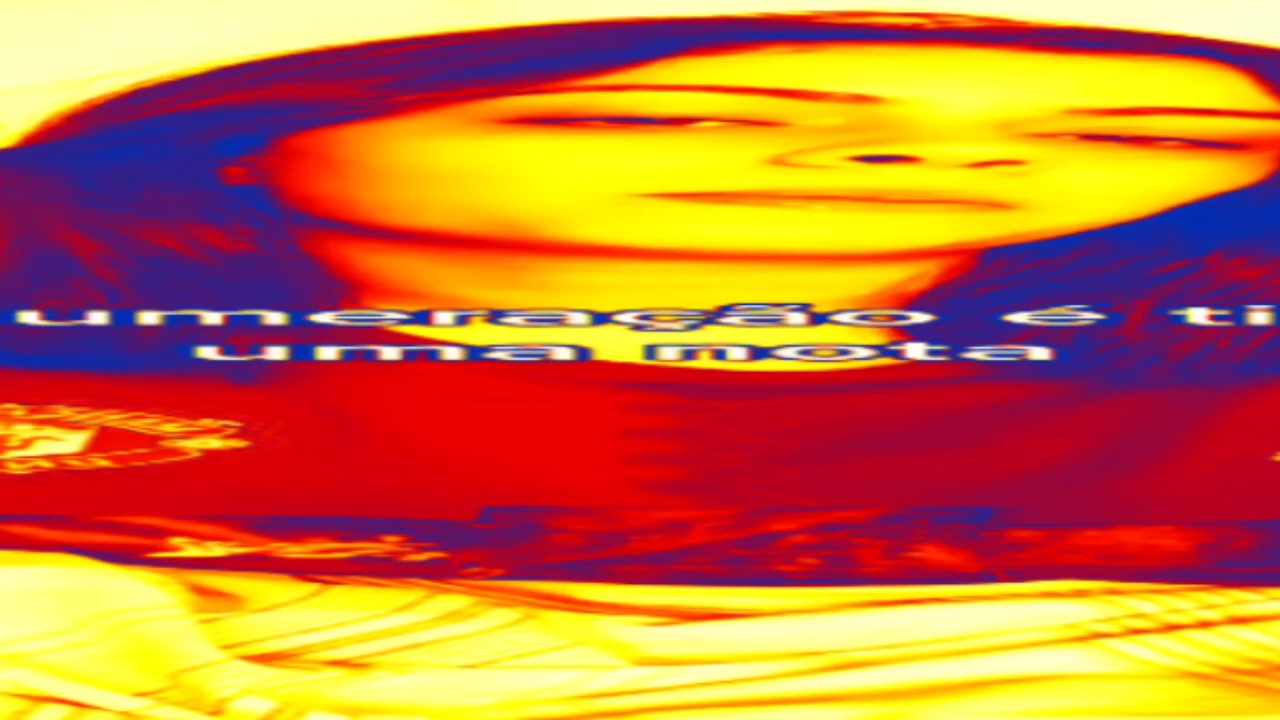 umeração é ti
uma nota